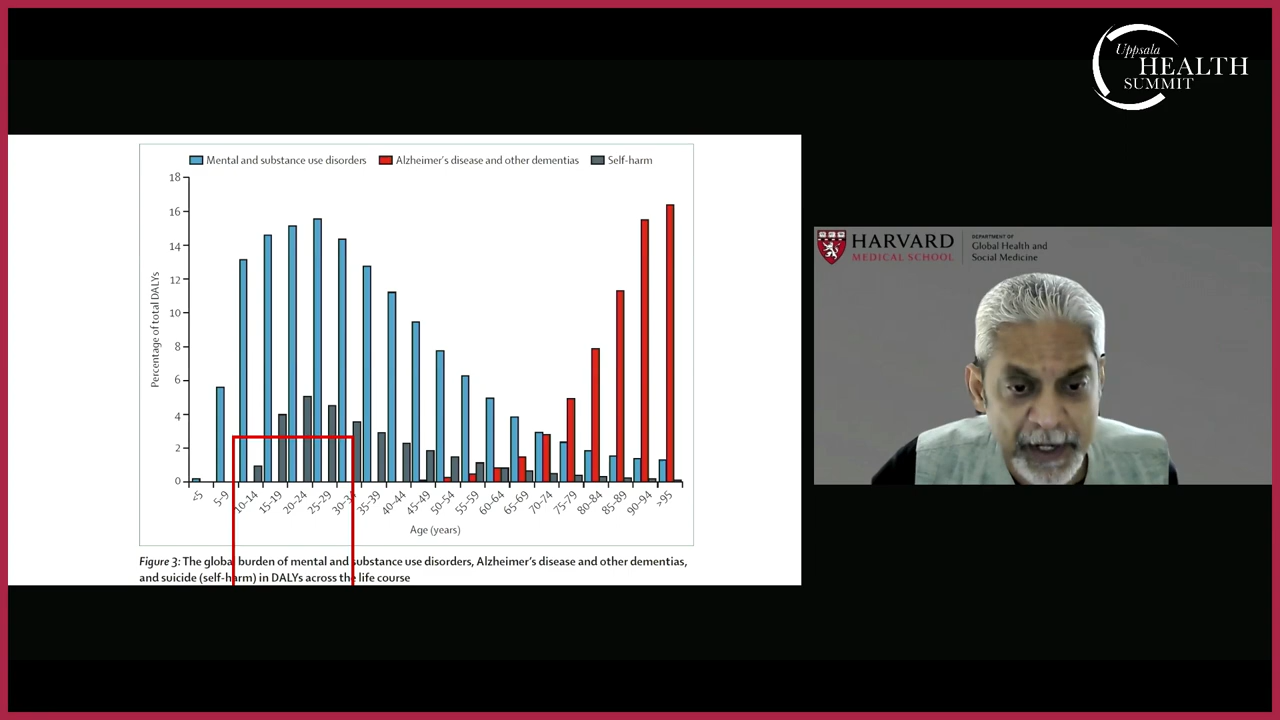 Uppsala
HEALTH
SUMMIT
Mental and substance use disorders Alzheimer's disease and other dementias Self-harm
18
16
14
12
10
8
6
4
2
0
Percentage of total DALYs
<5 5–9 10–14 15–19 20–24 25–29 30–34 35–39 40–44 45–49 50–54 55–59 60–64 65–69 70–74 75–79 80–84 85–89 90–94 >95
Age (years)
Figure 3: The global burden of mental and substance use disorders, Alzheimer's disease and other dementias,
and suicide (self-harm) in DALYs across the life course
HARVARD
MEDICAL SCHOOL
DEPARTMENT OF
Global Health and
Social Medicine